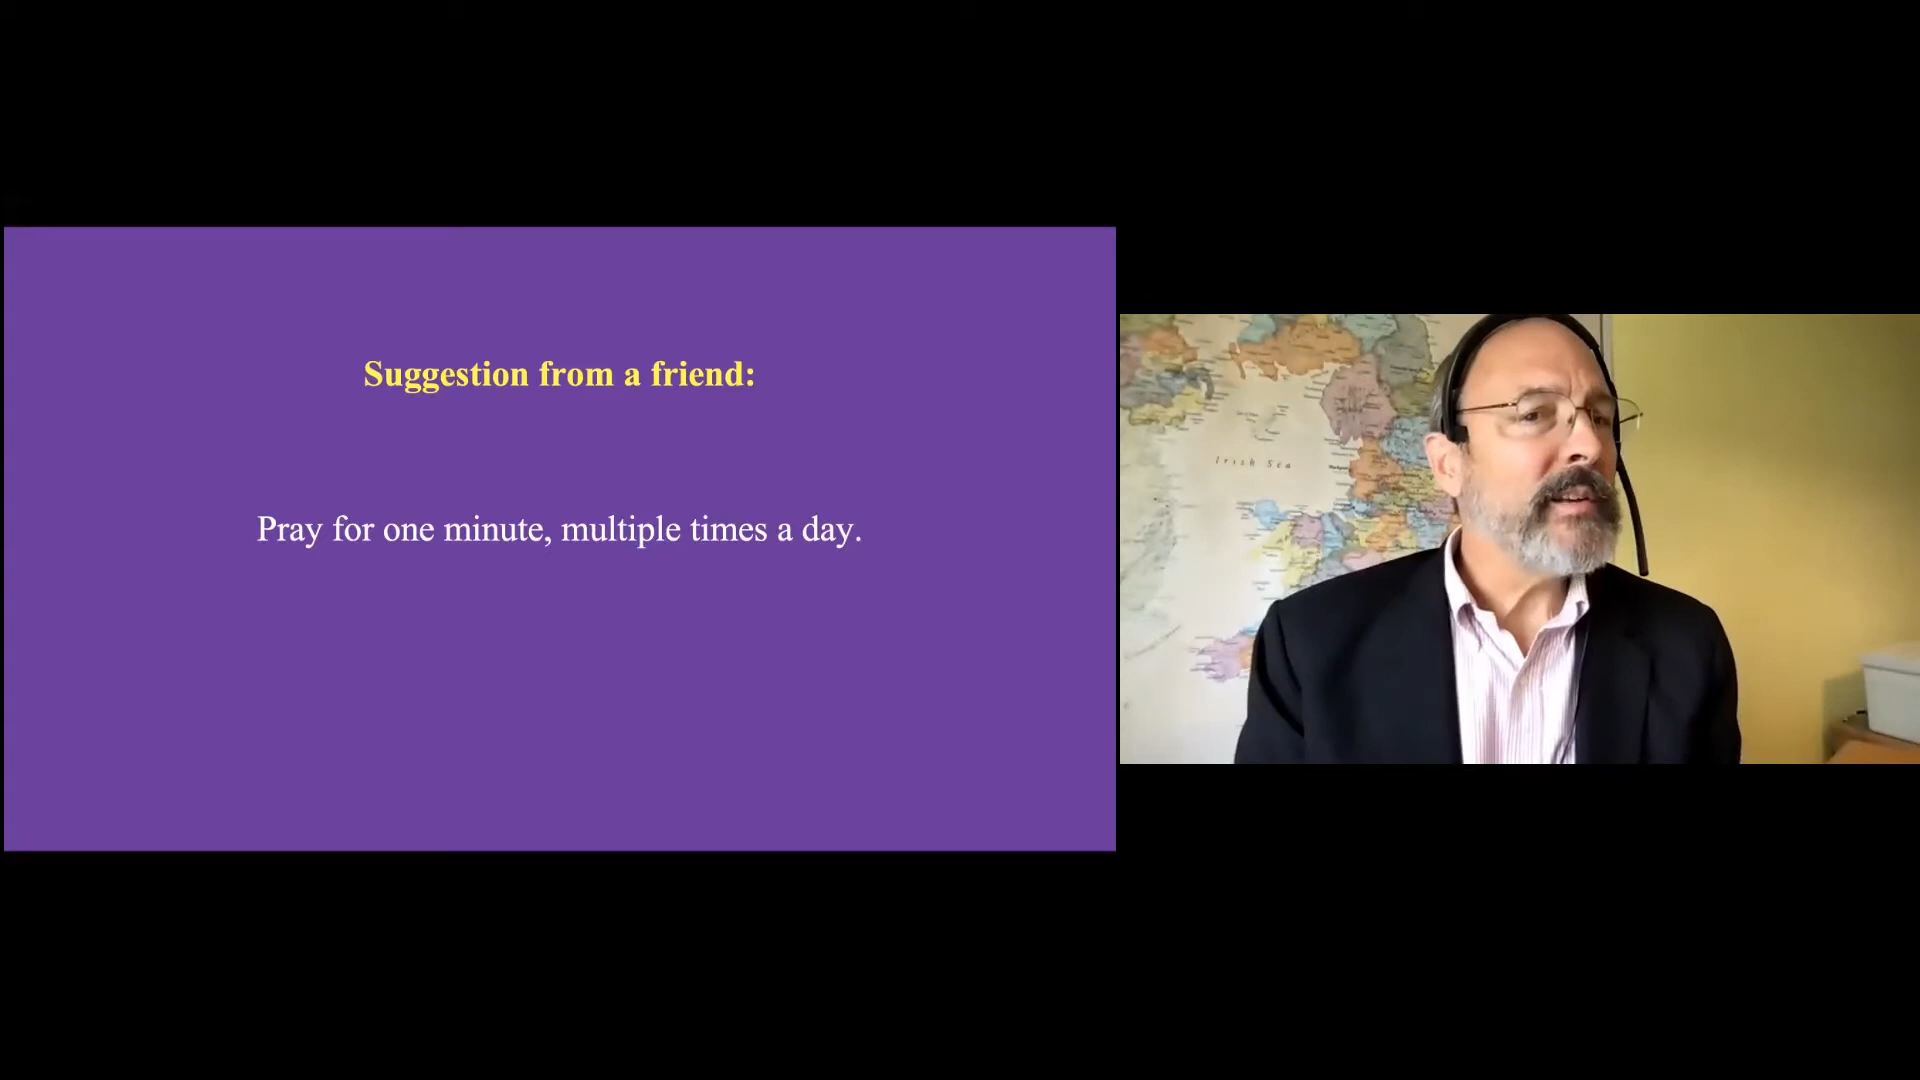 Suggestion from a friend:
Pray for one minute, multiple times a day.
Irish Sea